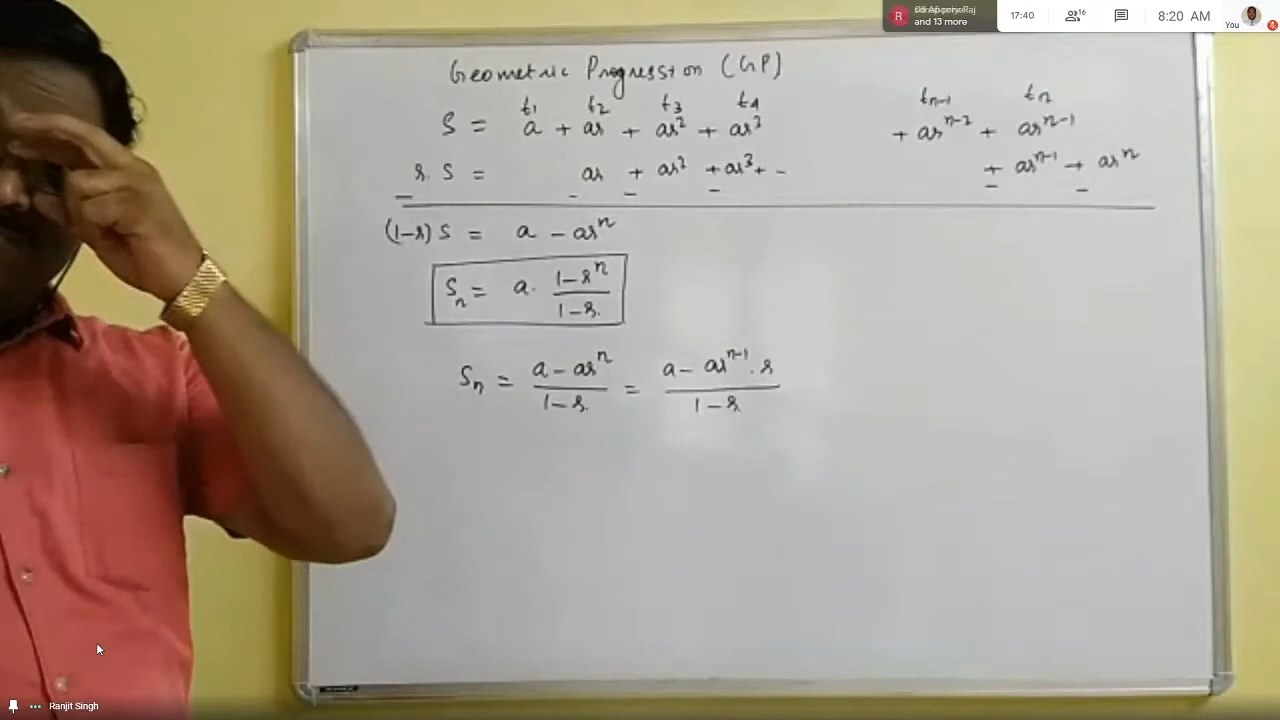 and 13 more
17:40
16
8:20 AM
R
You
Geometric Progression (GP)
t₁ t₂ t₃ t₄ tₙ₋₁ tₙ
S = a + ar + ar² + ar³ + arⁿ⁻² + arⁿ⁻¹
r. S = ar + ar² + ar³ + - + arⁿ⁻¹ + arⁿ
− − − − − −
(1-r) S = a - arⁿ
Sₙ = a. (1-rⁿ)/(1-r.)
Sₙ = (a - arⁿ)/(1-r.) = (a - arⁿ⁻¹. r)/(1-r)
Ranjit Singh